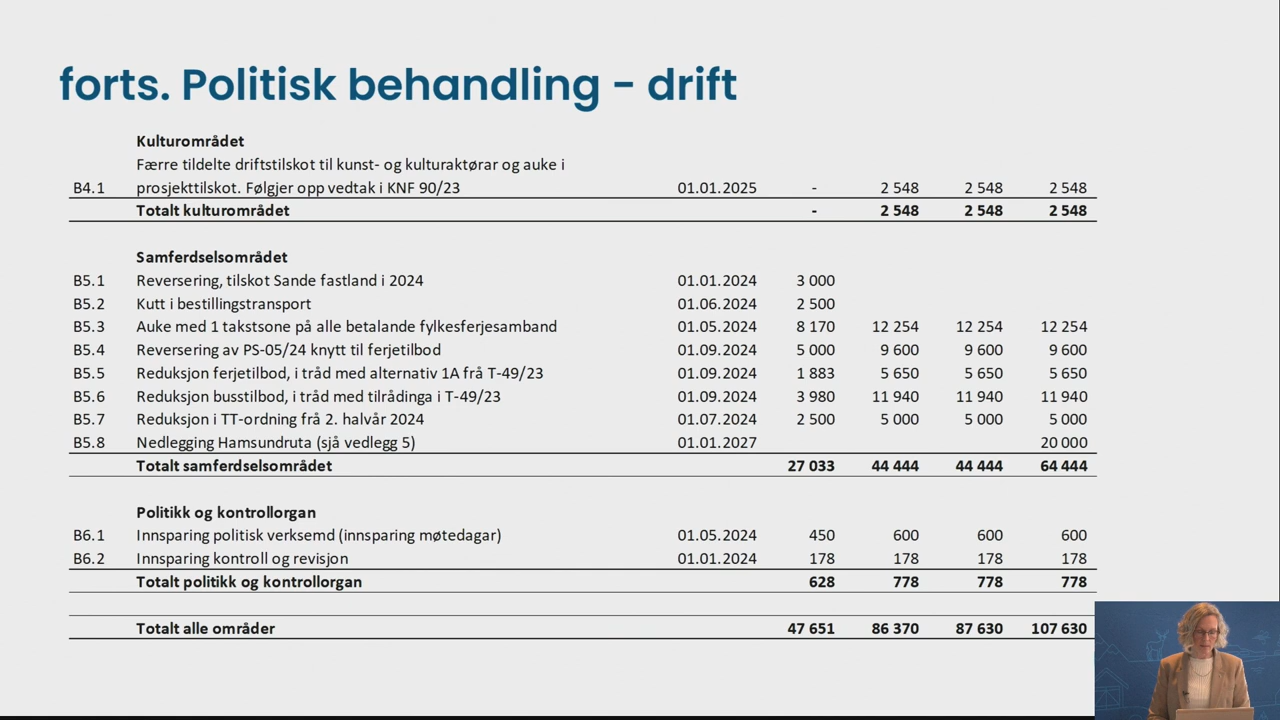 forts. Politisk behandling - drift
Kulturområdet
Færre tildelte driftstilskot til kunst- og kulturaktørar og auke i
B4.1 prosjekttilskot. Følgjer opp vedtak i KNF 90/23 01.01.2025 - 2 548 2 548 2 548
Totalt kulturområdet - 2 548 2 548 2 548
Samferdselsområdet
B5.1 Reversering, tilskot Sande fastland i 2024 01.01.2024 3 000
B5.2 Kutt i bestillingstransport 01.06.2024 2 500
B5.3 Auke med 1 takstsone på alle betalande fylkesferjesamband 01.05.2024 8 170 12 254 12 254 12 254
B5.4 Reversering av PS-05/24 knytt til ferjetilbod 01.09.2024 5 000 9 600 9 600 9 600
B5.5 Reduksjon ferjetilbod, i tråd med alternativ 1A frå T-49/23 01.09.2024 1 883 5 650 5 650 5 650
B5.6 Reduksjon busstilbod, i tråd med tilrådinga i T-49/23 01.09.2024 3 980 11 940 11 940 11 940
B5.7 Reduksjon i TT-ordning frå 2. halvår 2024 01.07.2024 2 500 5 000 5 000 5 000
B5.8 Nedlegging Hamsundruta (sjå vedlegg 5) 01.01.2027 20 000
Totalt samferdselsområdet 27 033 44 444 44 444 64 444
Politikk og kontrollorgan
B6.1 Innsparing politisk verksemd (innsparing møtedagar) 01.05.2024 450 600 600 600
B6.2 Innsparing kontroll og revisjon 01.01.2024 178 178 178 178
Totalt politikk og kontrollorgan 628 778 778 778
Totalt alle områder 47 651 86 370 87 630 107 630